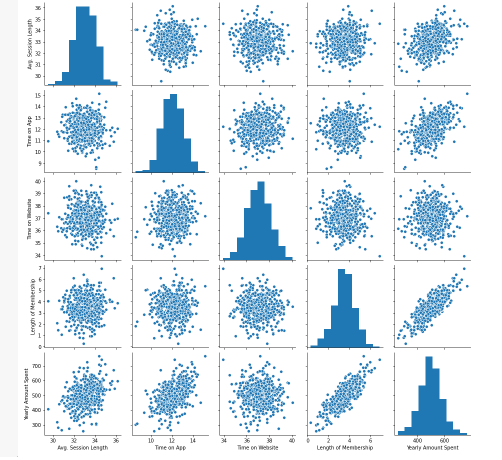 36
35
34
33
32
31
30
Avg. Session Length
15
14
13
12
11
10
9
Time on App
40
39
38
37
36
35
34
Time on Website
7
6
5
4
3
2
1
0
Length of Membership
700
600
500
400
300
Yearly Amount Spent
30 32 34 36
Avg. Session Length
10 12 14
Time on App
34 36 38 40
Time on Website
0 2 4 6
Length of Membership
400 600
Yearly Amount Spent